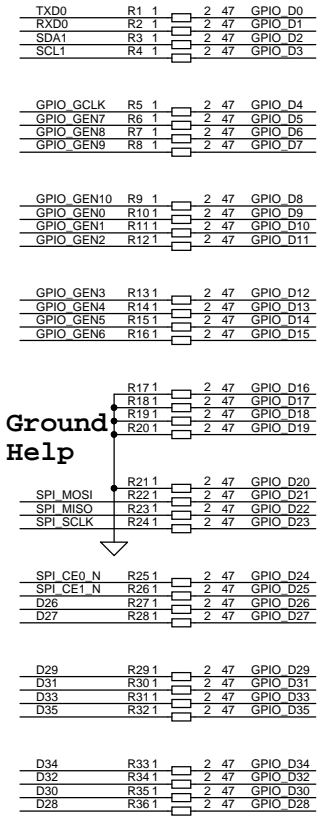 TXD0 R1 1 2 47 GPIO_D0
RXD0 R2 1 2 47 GPIO_D1
SDA1 R3 1 2 47 GPIO_D2
SCL1 R4 1 2 47 GPIO_D3
GPIO_GCLK R5 1 2 47 GPIO_D4
GPIO_GEN7 R6 1 2 47 GPIO_D5
GPIO_GEN8 R7 1 2 47 GPIO_D6
GPIO_GEN9 R8 1 2 47 GPIO_D7
GPIO_GEN10 R9 1 2 47 GPIO_D8
GPIO_GEN0 R10 1 2 47 GPIO_D9
GPIO_GEN1 R11 1 2 47 GPIO_D10
GPIO_GEN2 R12 1 2 47 GPIO_D11
GPIO_GEN3 R13 1 2 47 GPIO_D12
GPIO_GEN4 R14 1 2 47 GPIO_D13
GPIO_GEN5 R15 1 2 47 GPIO_D14
GPIO_GEN6 R16 1 2 47 GPIO_D15
R17 1 2 47 GPIO_D16
R18 1 2 47 GPIO_D17
R19 1 2 47 GPIO_D18
R20 1 2 47 GPIO_D19
Ground
Help
R21 1 2 47 GPIO_D20
SPI_MOSI R22 1 2 47 GPIO_D21
SPI_MISO R23 1 2 47 GPIO_D22
SPI_SCLK R24 1 2 47 GPIO_D23
SPI_CE0_N R25 1 2 47 GPIO_D24
SPI_CE1_N R26 1 2 47 GPIO_D25
D26 R27 1 2 47 GPIO_D26
D27 R28 1 2 47 GPIO_D27
D29 R29 1 2 47 GPIO_D29
D31 R30 1 2 47 GPIO_D31
D33 R31 1 2 47 GPIO_D33
D35 R32 1 2 47 GPIO_D35
D34 R33 1 2 47 GPIO_D34
D32 R34 1 2 47 GPIO_D32
D30 R35 1 2 47 GPIO_D30
D28 R36 1 2 47 GPIO_D28